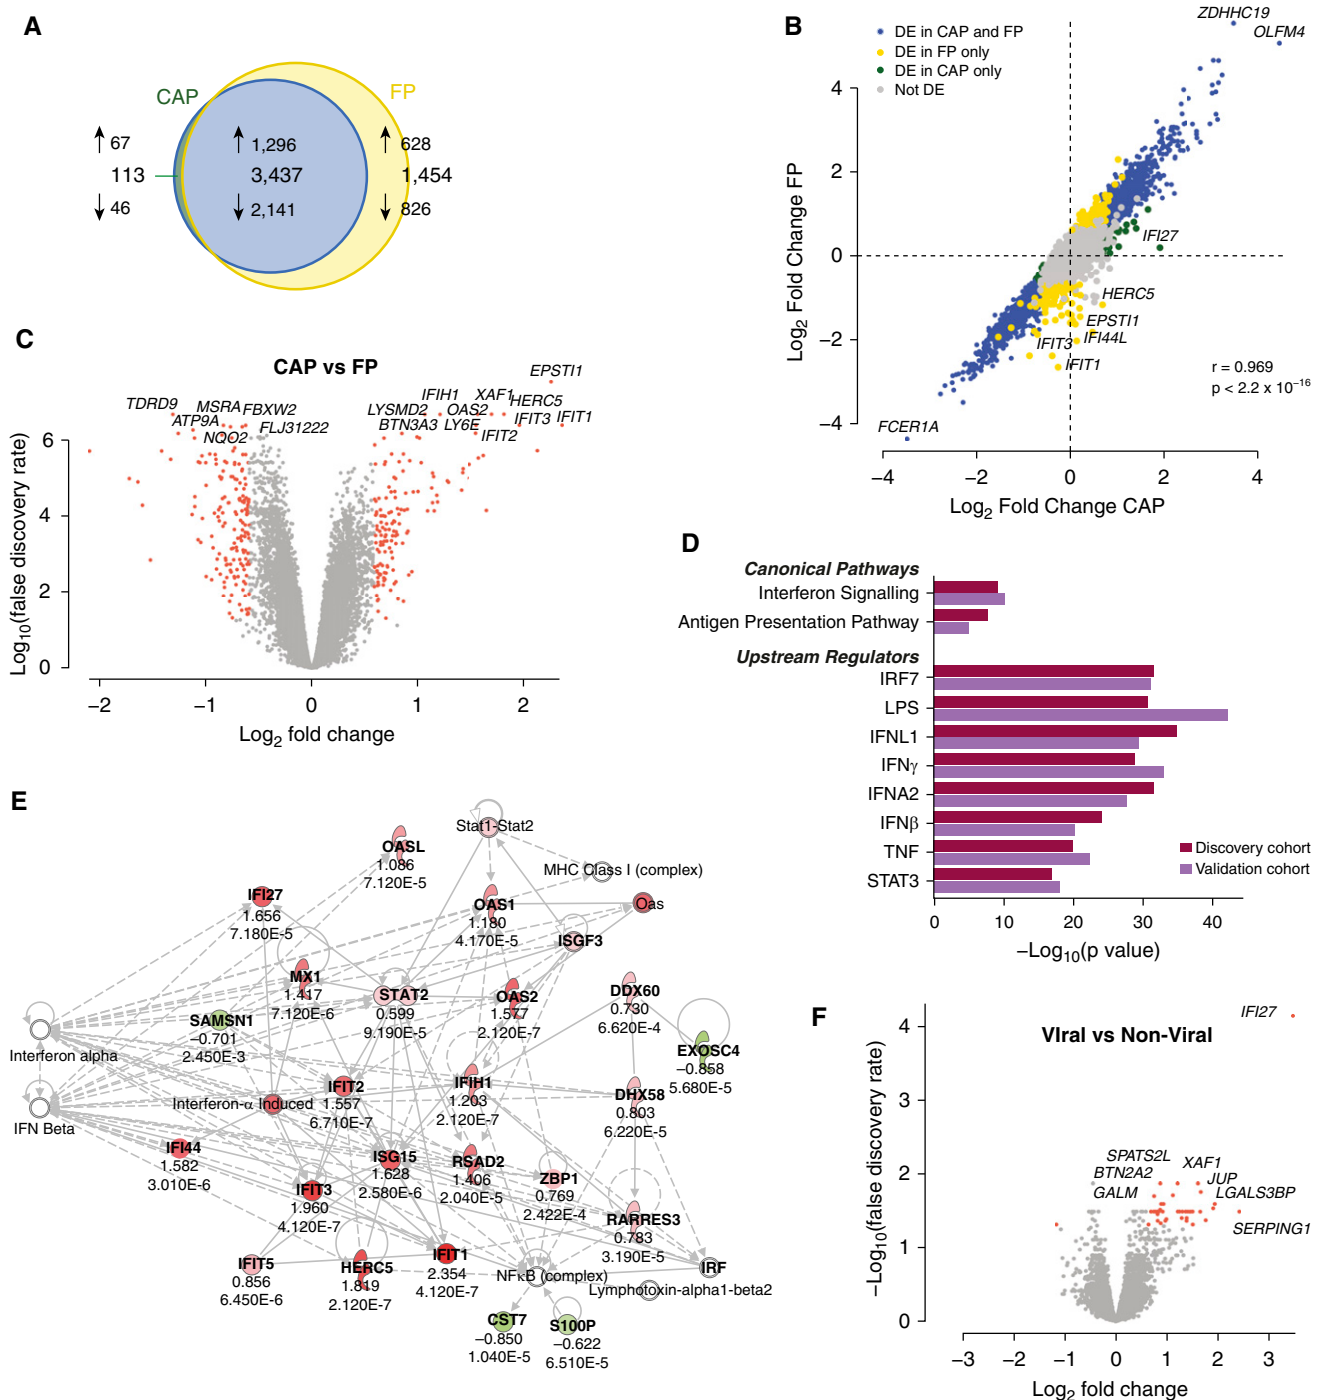 A
CAP
FP
67
1,296
628
113
3,437
1,454
46
2,141
826
B
DE in CAP and FP
DE in FP only
DE in CAP only
Not DE
ZDHHC19
OLFM4
IFI27
HERC5
EPSTI1
IFIT3
IFI44L
IFIT1
FCER1A
r = 0.969
p < 2.2 x 10−16
4
2
0
−2
−4
Log2 Fold Change FP
−4
−2
0
2
4
Log2 Fold Change CAP
C
CAP vs FP
EPSTI1
TDRD9
MSRA
FBXW2
ATP9A
FLJ31222
NQO2
IFIH1
XAF1
LYSMD2
OAS2
HERC5
BTN3A3
LY6E
IFIT3
IFIT1
IFIT2
6
4
2
0
Log10(false discovery rate)
−2
−1
0
1
2
Log2 fold change
D
Canonical Pathways
Interferon Signalling
Antigen Presentation Pathway
Upstream Regulators
IRF7
LPS
IFNL1
IFNγ
IFNA2
IFNβ
TNF
STAT3
Discovery cohort
Validation cohort
0
10
20
30
40
−Log10(p value)
E
Stat1-Stat2
OASL
1.086
7.120E-5
MHC Class I (complex)
IFI27
1.656
7.180E-5
OAS1
1.180
4.170E-5
Oas
ISGF3
MX1
1.417
7.120E-6
STAT2
0.599
9.190E-5
OAS2
1.577
2.120E-7
DDX60
0.730
6.620E-4
SAMSN1
−0.701
2.450E-3
Interferon alpha
EXOSC4
−0.858
5.680E-5
IFIT2
1.557
6.710E-7
IFIH1
1.203
2.120E-7
DHX58
0.803
6.220E-5
Interferon-α Induced
IFN Beta
IFI44
1.582
3.010E-6
ISG15
1.628
2.580E-6
RSAD2
1.406
2.040E-5
ZBP1
0.769
2.422E-4
IFIT3
1.960
4.120E-7
RARRES3
0.783
3.190E-5
IFIT5
0.856
6.450E-6
HERC5
1.819
2.120E-7
IFIT1
2.354
4.120E-7
NFκB (complex)
IRF
Lymphotoxin-alpha1-beta2
CST7
−0.850
1.040E-5
S100P
−0.622
6.510E-5
F
VIral vs Non-Viral
IFI27
SPATS2L
XAF1
BTN2A2
JUP
GALM
LGALS3BP
SERPING1
4
3
2
1
0
−Log10(false discovery rate)
−3
−2
−1
0
1
2
3
Log2 fold change